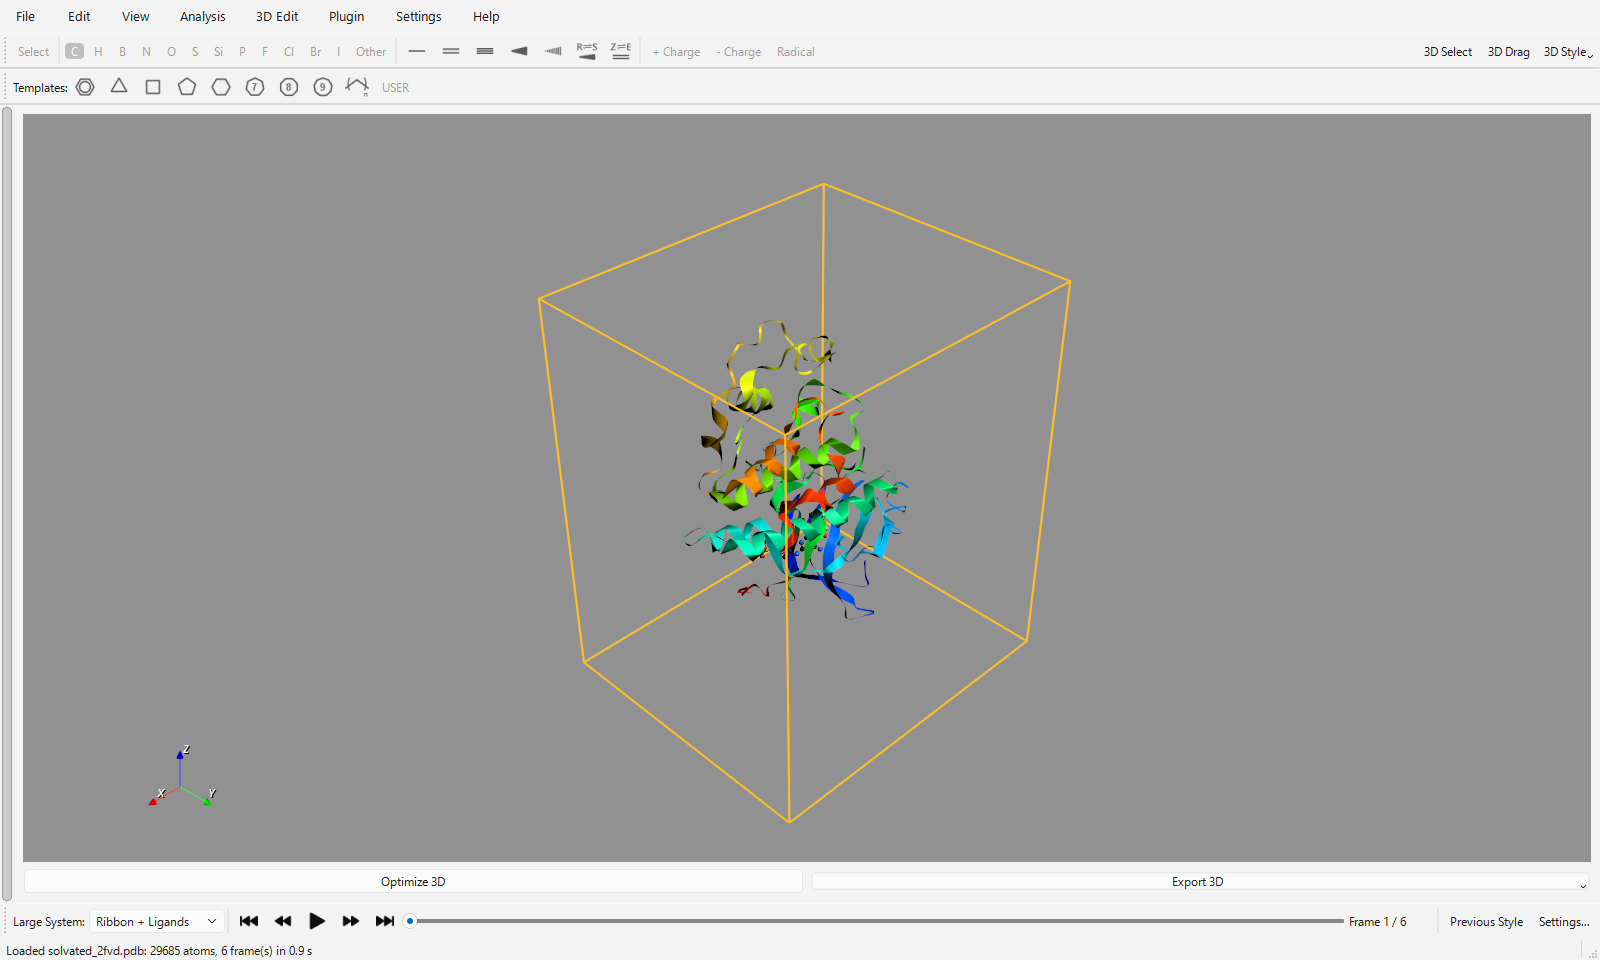 File Edit View Analysis 3D Edit Plugin Settings Help
Select C H B N O S Si P F Cl Br I Other R⇌S Z⇌E + Charge - Charge Radical 3D Select 3D Drag 3D Style
Templates: 7 8 9 n USER
Z
X Y
Optimize 3D Export 3D
Large System: Ribbon + Ligands Frame 1 / 6 Previous Style Settings...
Loaded solvated_2fvd.pdb: 29685 atoms, 6 frame(s) in 0.9 s